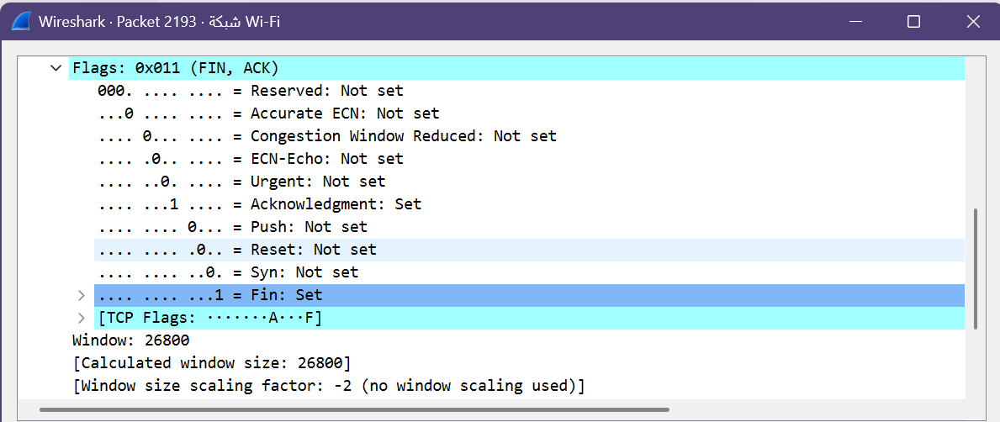 Wireshark · Packet 2193 · شبكة Wi-Fi
Flags: 0x011 (FIN, ACK)
000. .... .... = Reserved: Not set
...0 .... .... = Accurate ECN: Not set
.... 0... .... = Congestion Window Reduced: Not set
.... .0.. .... = ECN-Echo: Not set
.... ..0. .... = Urgent: Not set
.... ...1 .... = Acknowledgment: Set
.... .... 0... = Push: Not set
.... .... .0.. = Reset: Not set
.... .... ..0. = Syn: Not set
.... .... ...1 = Fin: Set
[TCP Flags: ·······A···F]
Window: 26800
[Calculated window size: 26800]
[Window size scaling factor: -2 (no window scaling used)]